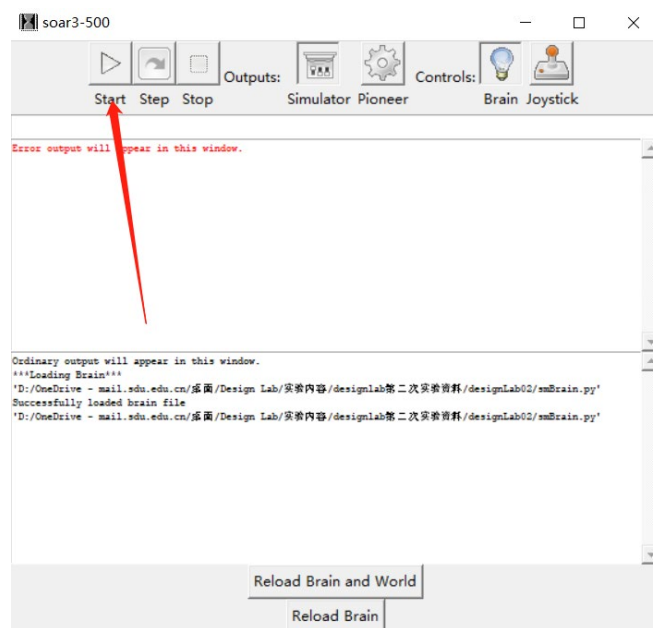 soar3-500
Outputs:
Controls:
Start Step Stop Simulator Pioneer Brain Joystick
Error output will appear in this window.
Ordinary output will appear in this window.
***Loading Brain***
'D:/OneDrive - mail.sdu.edu.cn/桌面/Design Lab/实验内容/designlab第二次实验资料/designLab02/smBrain.py'
Successfully loaded brain file
'D:/OneDrive - mail.sdu.edu.cn/桌面/Design Lab/实验内容/designlab第二次实验资料/designLab02/smBrain.py'
Reload Brain and World
Reload Brain